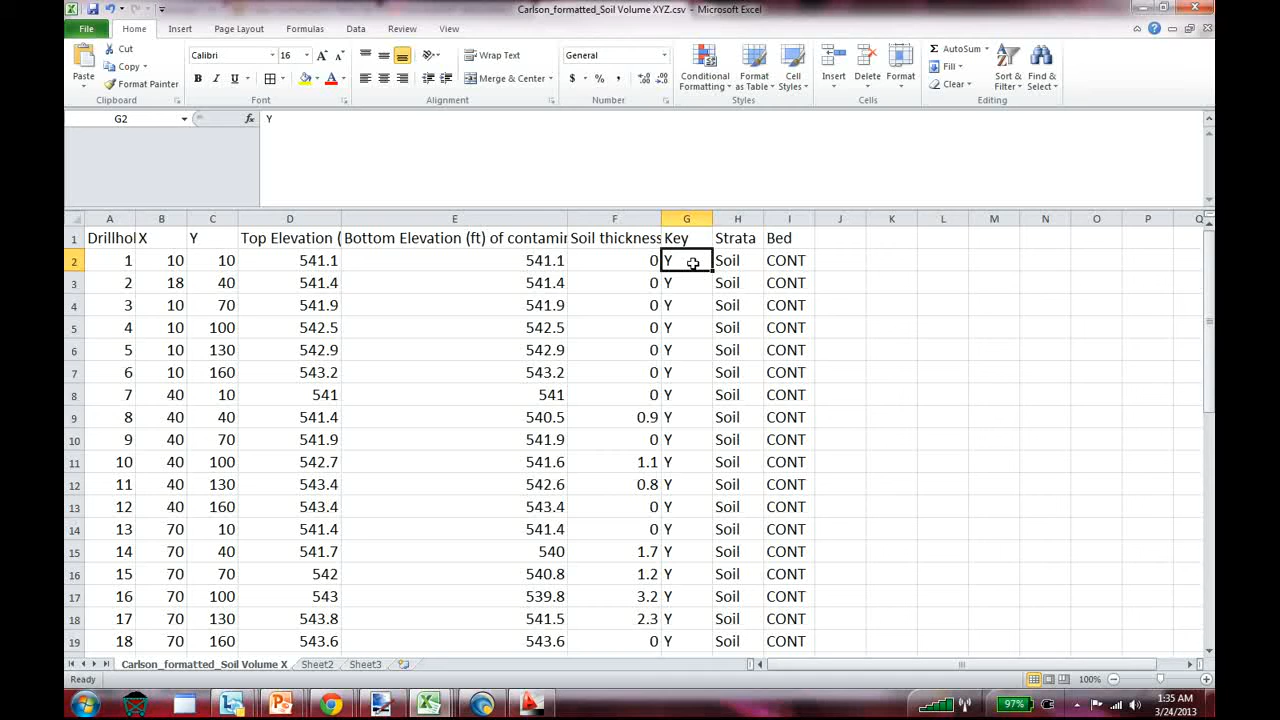 Carlson_formatted_Soil Volume XYZ.csv - Microsoft Excel
File Home Insert Page Layout Formulas Data Review View
Paste Cut Copy Format Painter Clipboard
Calibri 16 B I U A Font
Wrap Text Merge & Center Alignment
General $ % , Number
Conditional Formatting Format as Table Cell Styles Styles
Insert Delete Format Cells
Σ AutoSum Fill Clear Sort & Filter Find & Select Editing
G2 fx Y
A B C D E F G H I J K L M N O P Q
1 Drillhol X Y Top Elevation ( Bottom Elevation (ft) of contamin Soil thickness Key Strata Bed
2 1 10 10 541.1 541.1 0 Y Soil CONT
3 2 18 40 541.4 541.4 0 Y Soil CONT
4 3 10 70 541.9 541.9 0 Y Soil CONT
5 4 10 100 542.5 542.5 0 Y Soil CONT
6 5 10 130 542.9 542.9 0 Y Soil CONT
7 6 10 160 543.2 543.2 0 Y Soil CONT
8 7 40 10 541 541 0 Y Soil CONT
9 8 40 40 541.4 540.5 0.9 Y Soil CONT
10 9 40 70 541.9 541.9 0 Y Soil CONT
11 10 40 100 542.7 541.6 1.1 Y Soil CONT
12 11 40 130 543.4 542.6 0.8 Y Soil CONT
13 12 40 160 543.4 543.4 0 Y Soil CONT
14 13 70 10 541.4 541.4 0 Y Soil CONT
15 14 70 40 541.7 540 1.7 Y Soil CONT
16 15 70 70 542 540.8 1.2 Y Soil CONT
17 16 70 100 543 539.8 3.2 Y Soil CONT
18 17 70 130 543.8 541.5 2.3 Y Soil CONT
19 18 70 160 543.6 543.6 0 Y Soil CONT
Carlson_formatted_Soil Volume X Sheet2 Sheet3
Ready 100%
97% 1:35 AM
3/24/2013